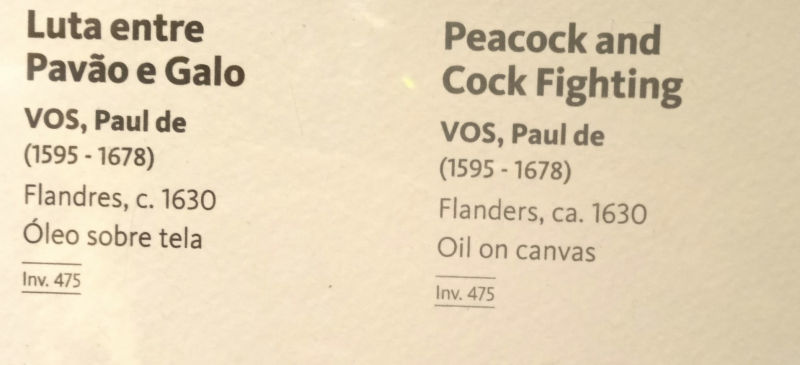 Luta entre
Pavão e Galo
VOS, Paul de
(1595 - 1678)
Flandres, c. 1630
Óleo sobre tela
Inv. 475
Peacock and
Cock Fighting
VOS, Paul de
(1595 - 1678)
Flanders, ca. 1630
Oil on canvas
Inv. 475